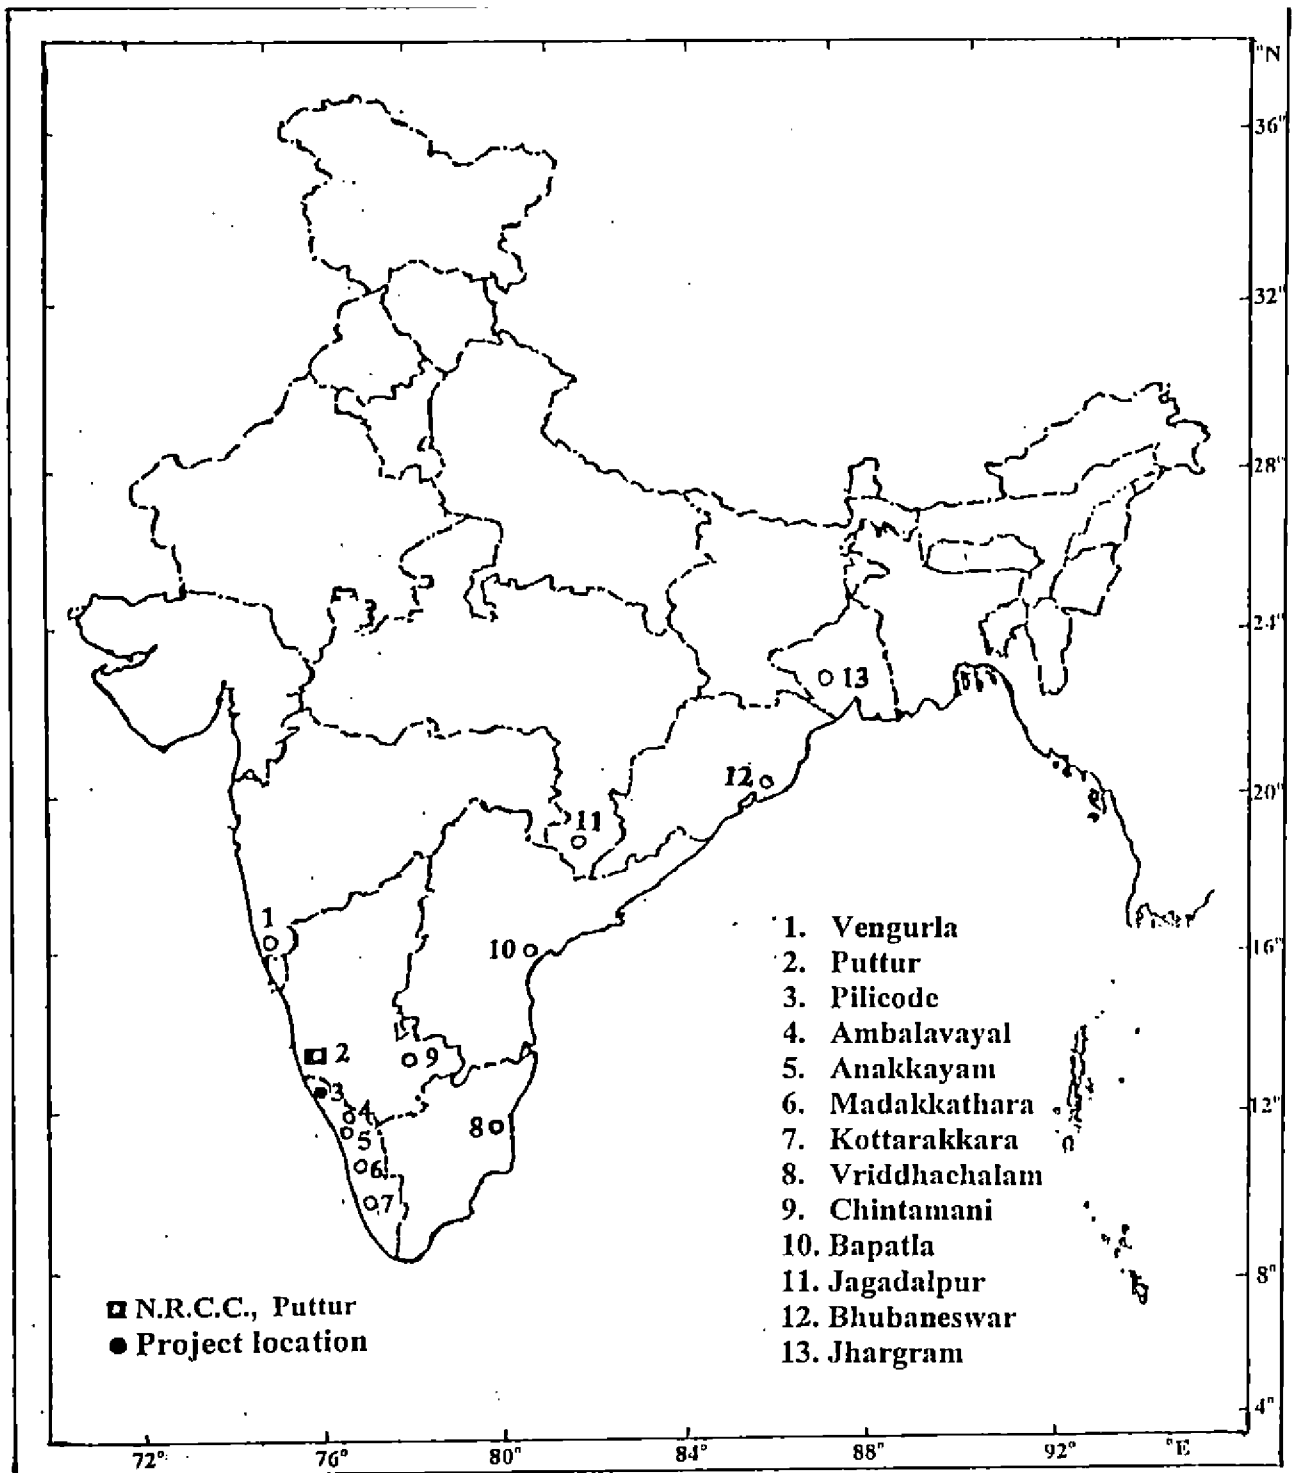 °N
36°
32°
28°
24°
20°
16°
12°
8°
4°
13
12
11
1
10
2
9
3
4
8
5
6
7
1. Vengurla
2. Puttur
3. Pilicode
4. Ambalavayal
5. Anakkayam
6. Madakkathara
7. Kottarakkara
8. Vriddhachalam
9. Chintamani
10. Bapatla
11. Jagadalpur
12. Bhubaneswar
13. Jhargram
N.R.C.C., Puttur
Project location
72° 76° 80° 84° 88° 92° °E